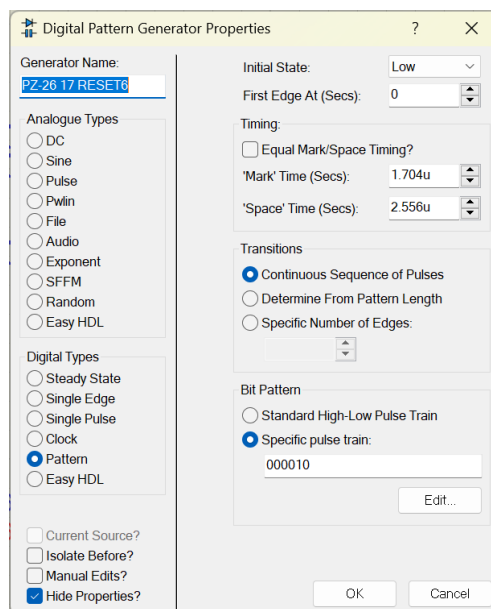 Digital Pattern Generator Properties
?
Generator Name:
PZ-26 17 RESET6
Analogue Types
DC
Sine
Pulse
Pwlin
File
Audio
Exponent
SFFM
Random
Easy HDL
Digital Types
Steady State
Single Edge
Single Pulse
Clock
Pattern
Easy HDL
Current Source?
Isolate Before?
Manual Edits?
Hide Properties?
Initial State: Low
First Edge At (Secs): 0
Timing:
Equal Mark/Space Timing?
'Mark' Time (Secs): 1.704u
'Space' Time (Secs): 2.556u
Transitions
Continuous Sequence of Pulses
Determine From Pattern Length
Specific Number of Edges:
Bit Pattern
Standard High-Low Pulse Train
Specific pulse train:
000010
Edit...
OK Cancel